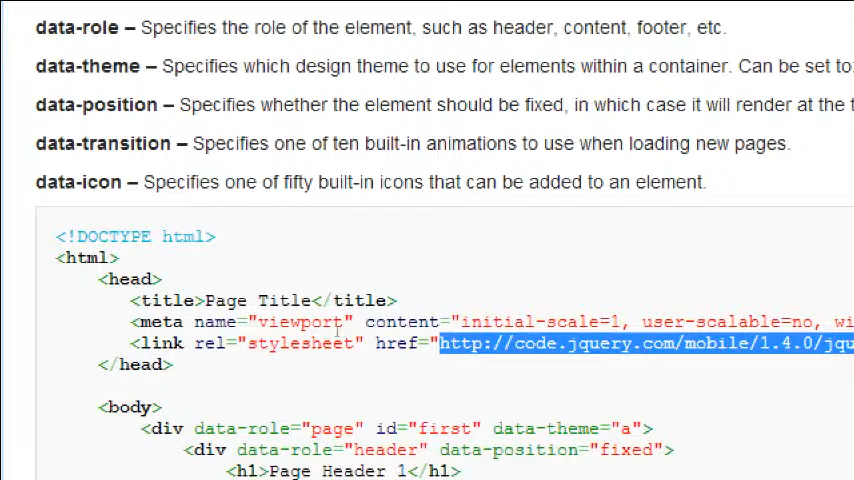 data-role – Specifies the role of the element, such as header, content, footer, etc.
data-theme – Specifies which design theme to use for elements within a container. Can be set to:
data-position – Specifies whether the element should be fixed, in which case it will render at the
data-transition – Specifies one of ten built-in animations to use when loading new pages.
data-icon – Specifies one of fifty built-in icons that can be added to an element.
<!DOCTYPE html>
<html>
<head>
<title>Page Title</title>
<meta name="viewport" content="initial-scale=1, user-scalable=no,
<link rel="stylesheet" href="http://code.jquery.com/mobile/1.4.0/jqu
</head>
<body>
<div data-role="page" id="first" data-theme="a">
<div data-role="header" data-position="fixed">
<h1>Page Header 1</h1>